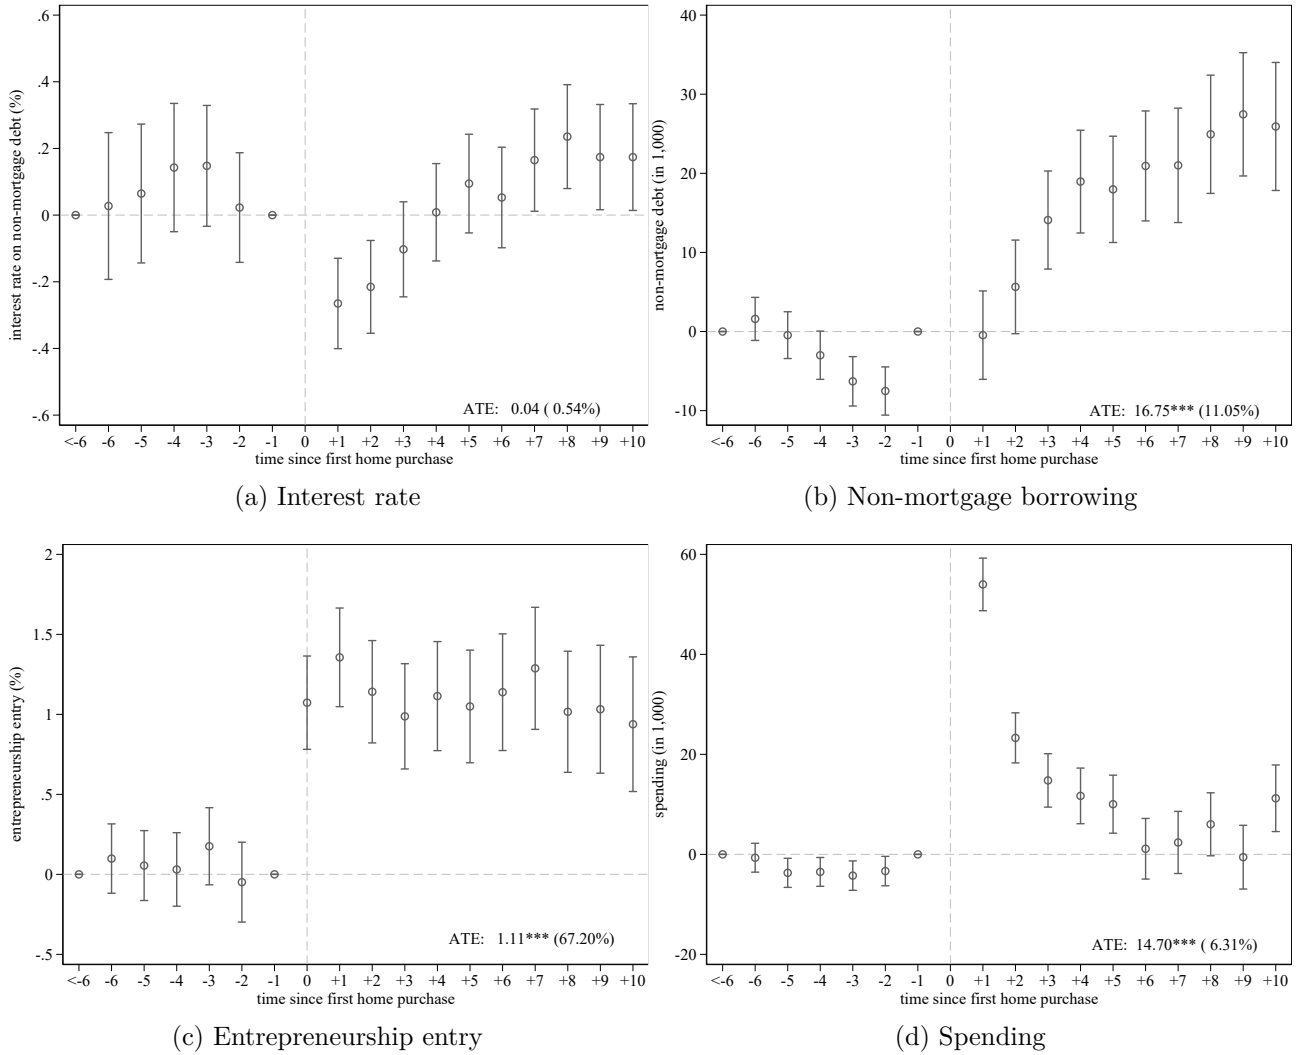 .6
.4
.2
0
-.2
-.4
-.6
interest rate on non-mortgage debt (%)
ATE: 0.04 ( 0.54%)
<-6 -6 -5 -4 -3 -2 -1 0 +1 +2 +3 +4 +5 +6 +7 +8 +9 +10
time since first home purchase
(a) Interest rate
40
30
20
10
0
-10
non-mortgage debt (in 1,000)
ATE: 16.75*** (11.05%)
<-6 -6 -5 -4 -3 -2 -1 0 +1 +2 +3 +4 +5 +6 +7 +8 +9 +10
time since first home purchase
(b) Non-mortgage borrowing
2
1.5
1
.5
0
-.5
entrepreneurship entry (%)
ATE: 1.11*** (67.20%)
<-6 -6 -5 -4 -3 -2 -1 0 +1 +2 +3 +4 +5 +6 +7 +8 +9 +10
time since first home purchase
(c) Entrepreneurship entry
60
40
20
0
-20
spending (in 1,000)
ATE: 14.70*** ( 6.31%)
<-6 -6 -5 -4 -3 -2 -1 0 +1 +2 +3 +4 +5 +6 +7 +8 +9 +10
time since first home purchase
(d) Spending